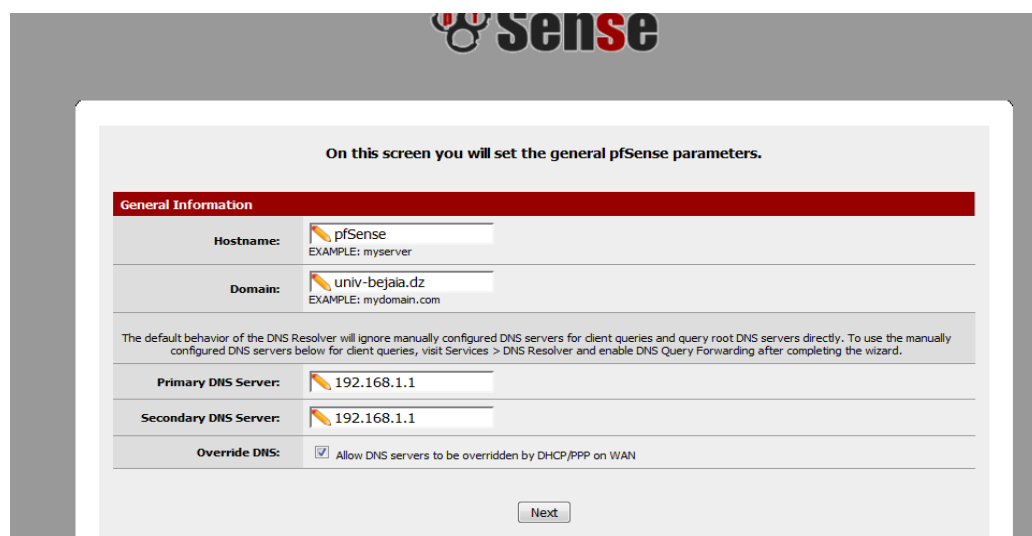 pf Sense
On this screen you will set the general pfSense parameters.
General Information
Hostname: pfSense
EXAMPLE: myserver
Domain: univ-bejaia.dz
EXAMPLE: mydomain.com
The default behavior of the DNS Resolver will ignore manually configured DNS servers for client queries and query root DNS servers directly. To use the manually
configured DNS servers below for client queries, visit Services > DNS Resolver and enable DNS Query Forwarding after completing the wizard.
Primary DNS Server: 192.168.1.1
Secondary DNS Server: 192.168.1.1
Override DNS: Allow DNS servers to be overridden by DHCP/PPP on WAN
Next